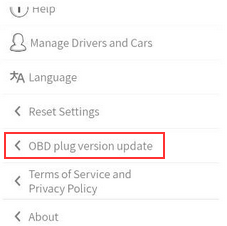 Help
Manage Drivers and Cars
Language
Reset Settings
OBD plug version update
Terms of Service and
Privacy Policy
About